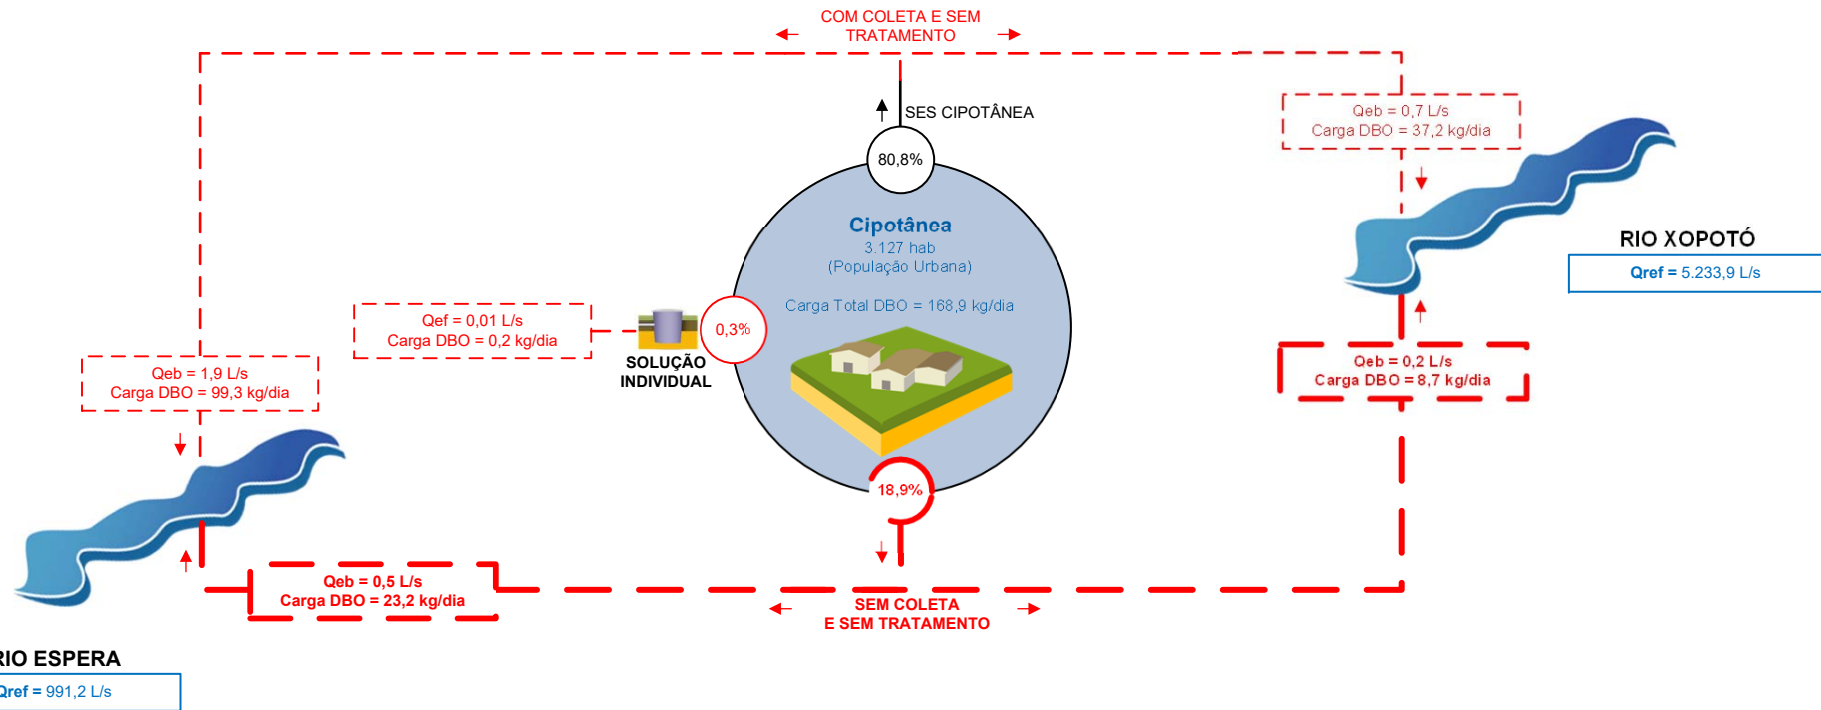 COM COLETA E SEM
TRATAMENTO
SES CIPOTÂNEA
80,8%
Qeb = 0,7 L/s
Carga DBO = 37,2 kg/dia
Cipotânea
3.127 hab
(População Urbana)
Carga Total DBO = 168,9 kg/dia
RIO XOPOTÓ
Qref = 5.233,9 L/s
Qef = 0,01 L/s
Carga DBO = 0,2 kg/dia
0,3%
SOLUÇÃO
INDIVIDUAL
Qeb = 1,9 L/s
Carga DBO = 99,3 kg/dia
Qeb = 0,2 L/s
Carga DBO = 8,7 kg/dia
18,9%
Qeb = 0,5 L/s
Carga DBO = 23,2 kg/dia
SEM COLETA
E SEM TRATAMENTO
RIO ESPERA
Qref = 991,2 L/s